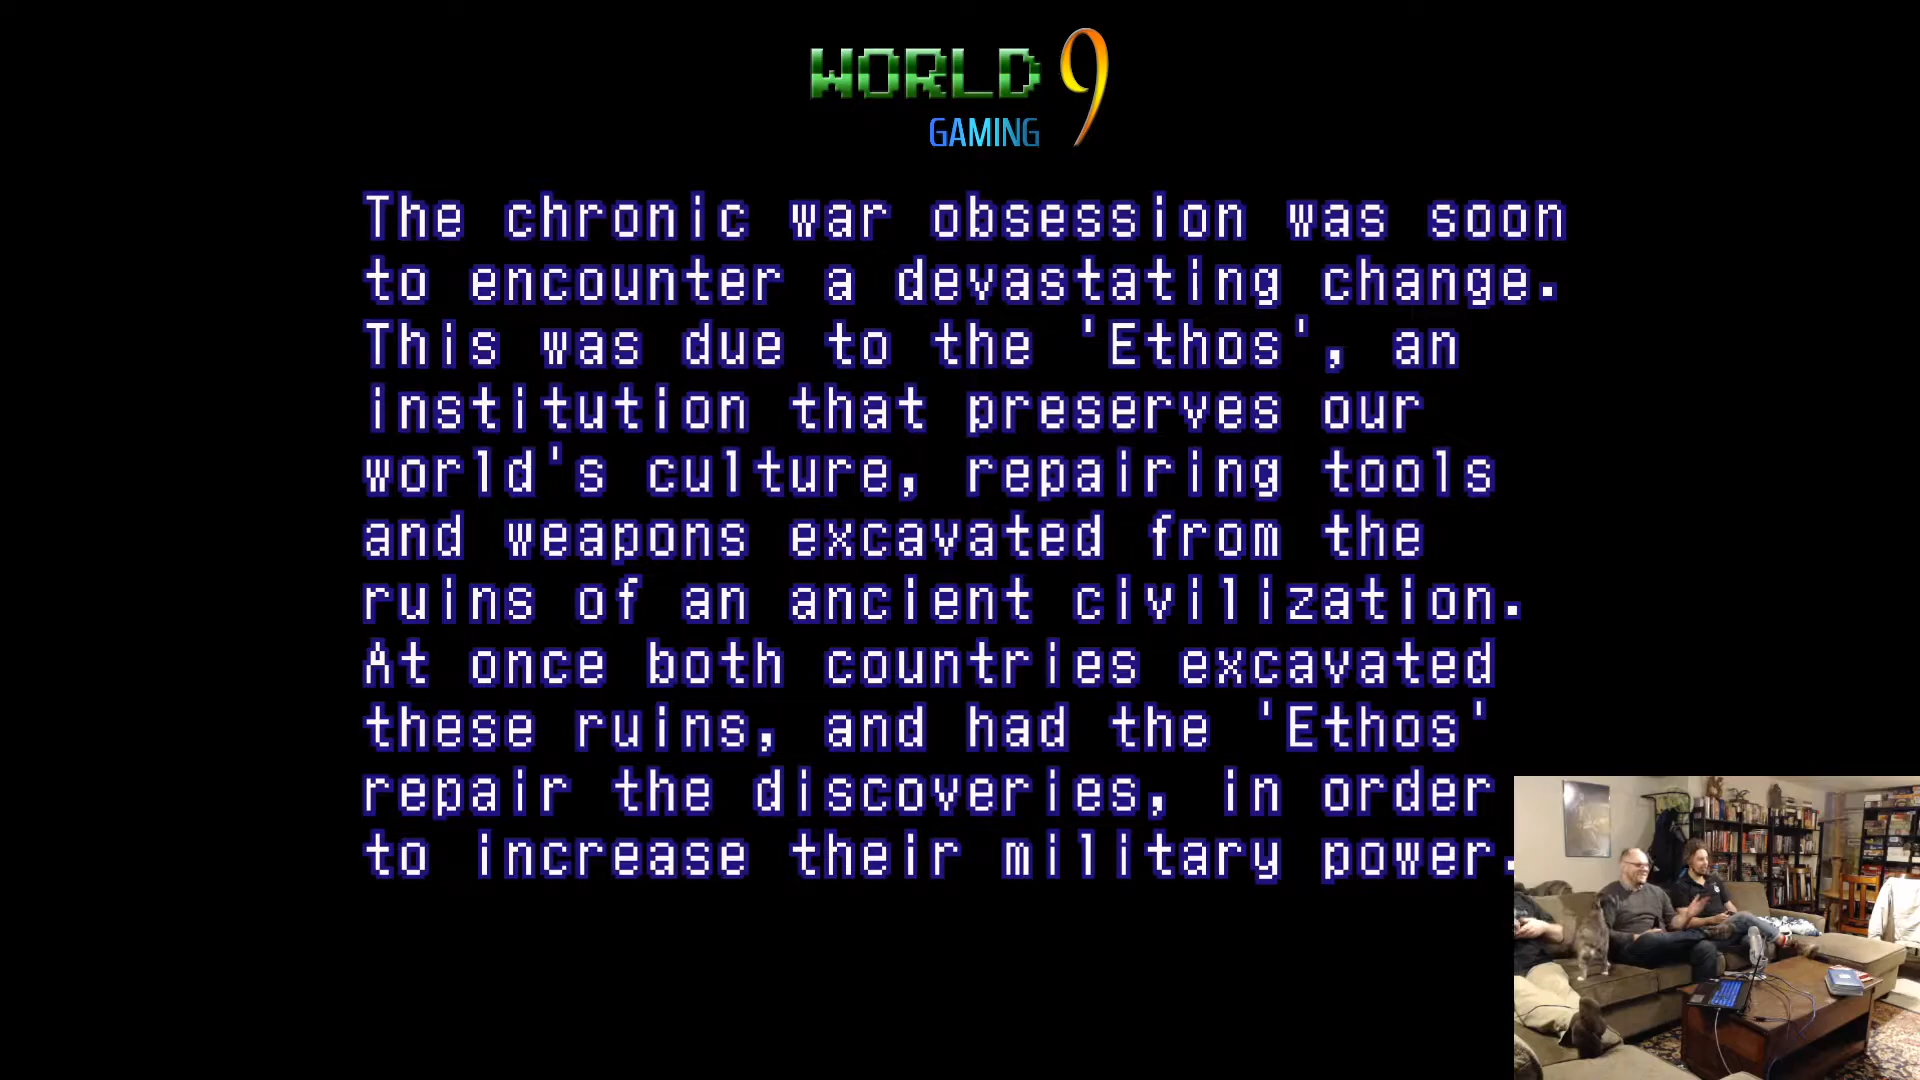 WORLD 9
GAMING
The chronic war obsession was soon
to encounter a devastating change.
This was due to the 'Ethos', an
institution that preserves our
world's culture, repairing tools
and weapons excavated from the
ruins of an ancient civilization.
At once both countries excavated
these ruins, and had the 'Ethos'
repair the discoveries, in order
to increase their military power.